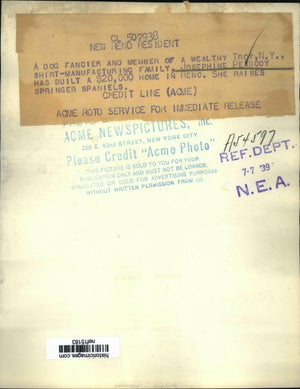 CL 507938
NEW RENO RESIDENT
A DOG FANCIER AND MEMBER OF A WEALTHY TROY, N.Y.,
SHIRT-MANUFACTURING FAMILY, JOSEPHINE PEABODY
HAS BUILT A $20,000 HOME IN RENO. SHE RAISES
SPRINGER SPANIELS.
CREDIT LINE (ACME)
ACME ROTO SERVICE FOR IMMEDIATE RELEASE
ACME NEWSPICTURES, INC.
220 E. 42ND STREET, NEW YORK CITY
Please Credit "Acme Photo"
THIS PICTURE IS SOLD TO YOU FOR YOUR
PUBLICATION ONLY AND MUST NOT BE LOANED,
SYNDICATED OR USED FOR ADVERTISING PURPOSES
WITHOUT WRITTEN PERMISSION FROM US
A54597
REF. DEPT.
7-7 '39
N.E.A.
historicimages.com
nef15183